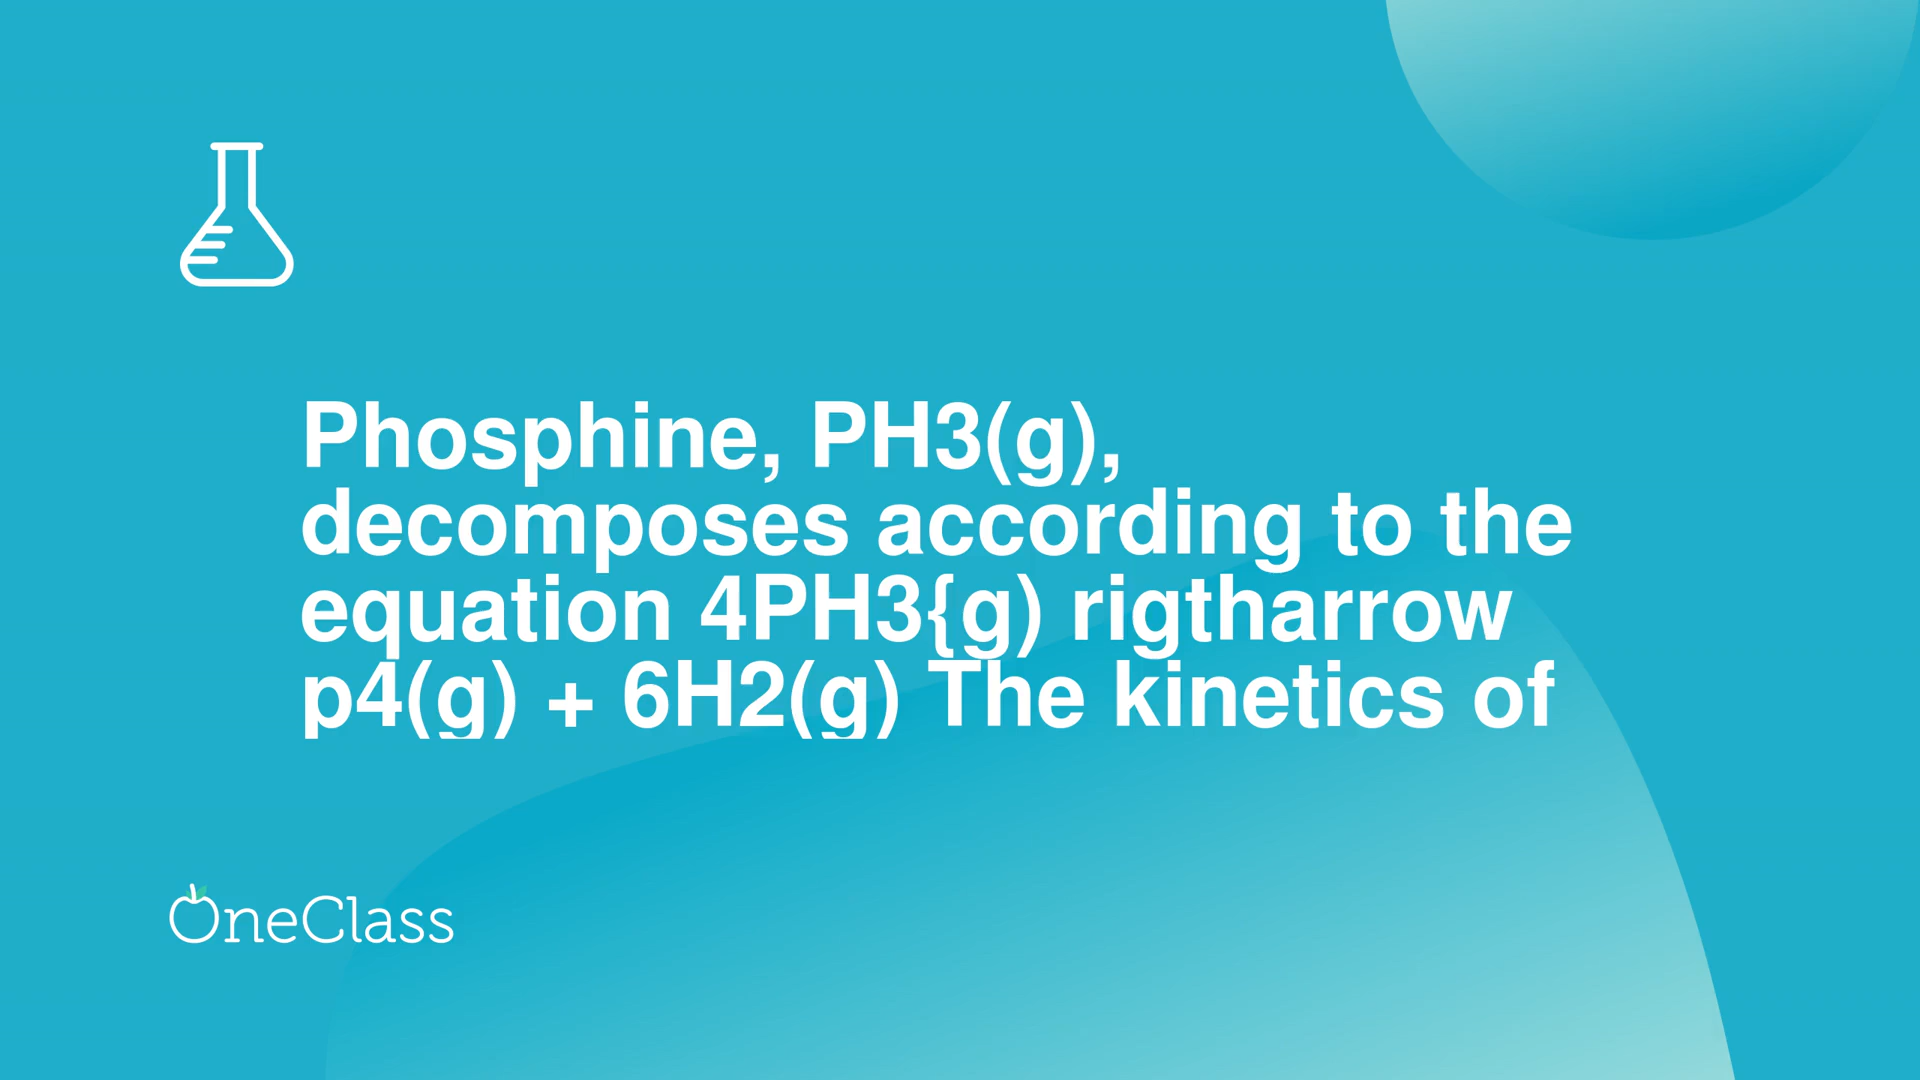 Phosphine, PH3(g),
decomposes according to the
equation 4PH3{g) rigtharrow
p4(g) + 6H2(g) The kinetics of
OneClass